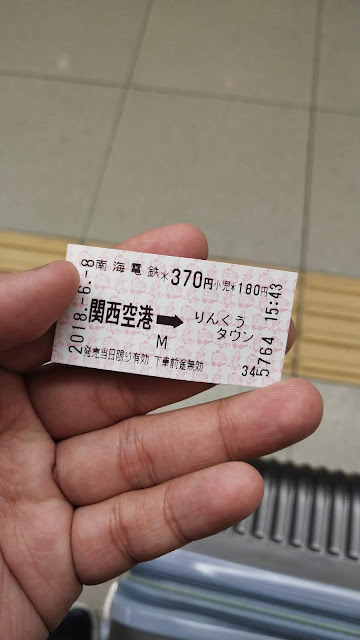 2018.-6.-8
南海電鉄 *370円 小児*180円
関西空港 → りんくう
タウン
M
発売当日限り有効 下車前途無効
34
5764 15:43